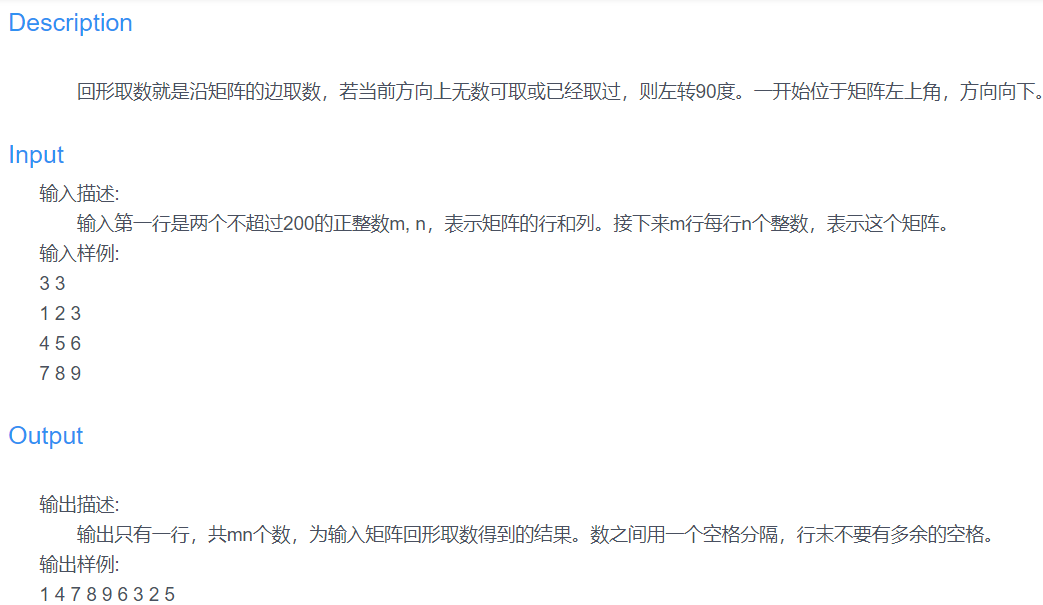 Description
回形取数就是沿矩阵的边取数，若当前方向上无数可取或已经取过，则左转90度。一开始位于矩阵左上角，方向向下。
Input
输入描述:
输入第一行是两个不超过200的正整数m, n，表示矩阵的行和列。接下来m行每行n个整数，表示这个矩阵。
输入样例:
3 3
1 2 3
4 5 6
7 8 9
Output
输出描述:
输出只有一行，共mn个数，为输入矩阵回形取数得到的结果。数之间用一个空格分隔，行末不要有多余的空格。
输出样例:
1 4 7 8 9 6 3 2 5